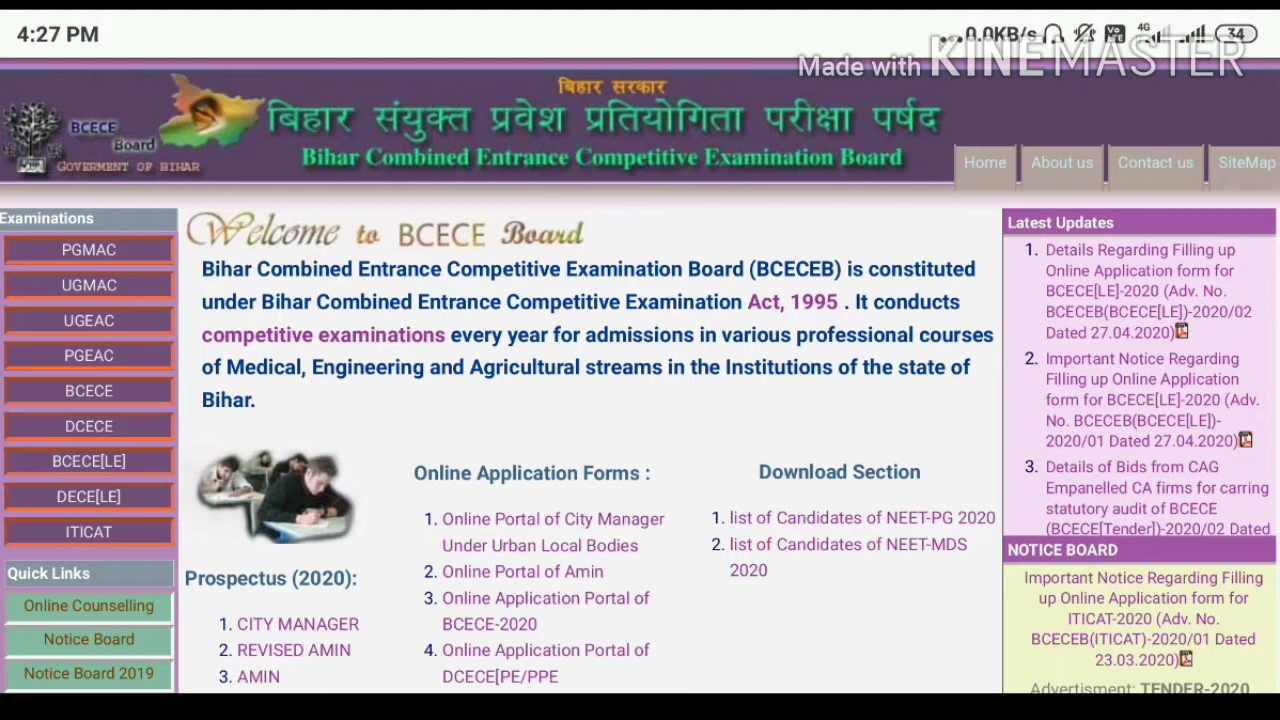 4:27 PM
...0.0KB/s
4G
34
Made with KINEMASTER
बिहार सरकार
बिहार संयुक्त प्रवेश प्रतियोगिता परीक्षा पर्षद
Bihar Combined Entrance Competitive Examination Board
BCECE
Board
GOVERMENT OF BIHAR
Home
About us
Contact us
SiteMap
Examinations
PGMAC
UGMAC
UGEAC
PGEAC
BCECE
DCECE
BCECE[LE]
DECE[LE]
ITICAT
Quick Links
Online Counselling
Notice Board
Notice Board 2019
Welcome to BCECE Board
Bihar Combined Entrance Competitive Examination Board (BCECEB) is constituted
under Bihar Combined Entrance Competitive Examination Act, 1995 . It conducts
competitive examinations every year for admissions in various professional courses
of Medical, Engineering and Agricultural streams in the Institutions of the state of
Bihar.
Prospectus (2020):
1. CITY MANAGER
2. REVISED AMIN
3. AMIN
Online Application Forms :
1. Online Portal of City Manager
Under Urban Local Bodies
2. Online Portal of Amin
3. Online Application Portal of
BCECE-2020
4. Online Application Portal of
DCECE[PE/PPE
Download Section
1. list of Candidates of NEET-PG 2020
2. list of Candidates of NEET-MDS
2020
Latest Updates
1. Details Regarding Filling up
Online Application form for
BCECE[LE]-2020 (Adv. No.
BCECEB(BCECE[LE])-2020/02
Dated 27.04.2020)
2. Important Notice Regarding
Filling up Online Application
form for BCECE[LE]-2020 (Adv.
No. BCECEB(BCECE[LE])-
2020/01 Dated 27.04.2020)
3. Details of Bids from CAG
Empanelled CA firms for carring
statutory audit of BCECE
(BCECE[Tender])-2020/02 Dated
NOTICE BOARD
Important Notice Regarding Filling
up Online Application form for
ITICAT-2020 (Adv. No.
BCECEB(ITICAT)-2020/01 Dated
23.03.2020)
Advertisment: TENDER-2020